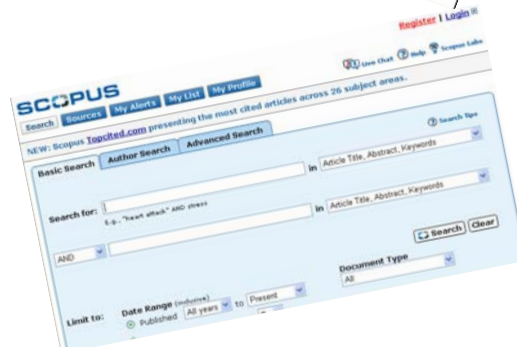 Register | Login
Live Chat Help Scopus Labs
SCOPUS
Search Sources My Alerts My List My Profile
NEW: Scopus Topcited.com presenting the most cited articles across 26 subject areas.
Basic Search Author Search Advanced Search
Search Tips
Search for: in Article Title, Abstract, Keywords
E.g., "heart attack" AND stress
AND in Article Title, Abstract, Keywords
Search Clear
Limit to:
Date Range (inclusive) Document Type
Published All years to Present All